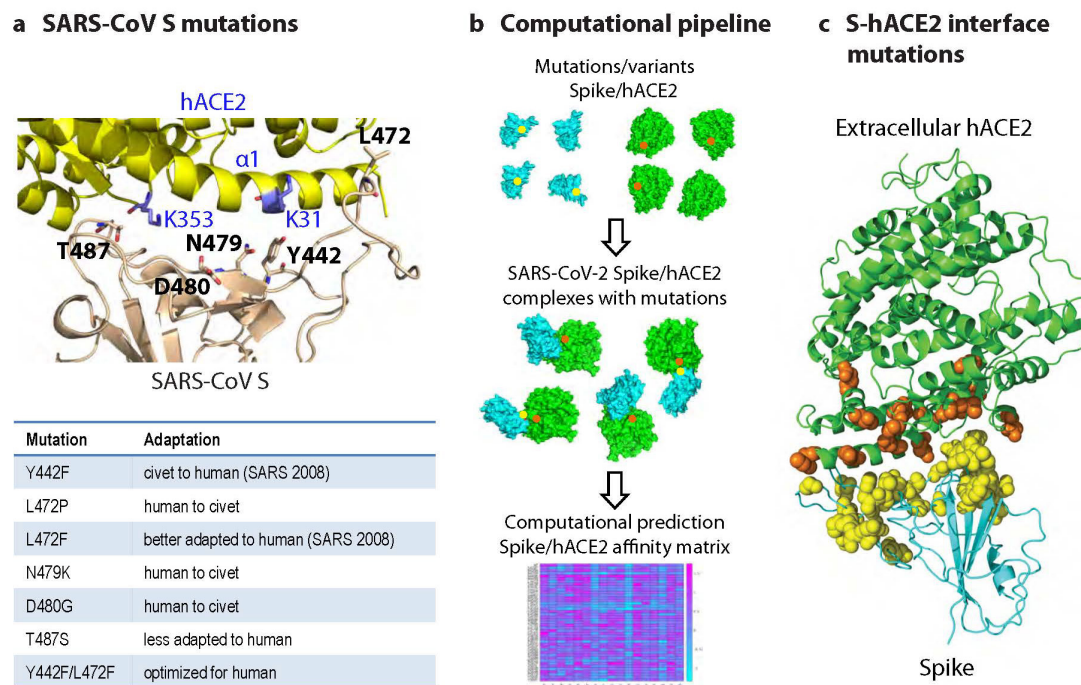 a SARS-CoV S mutations
hACE2
L472
α1
K353
K31
T487
N479
Y442
D480
SARS-CoV S
Mutation Adaptation
Y442F civet to human (SARS 2008)
L472P human to civet
L472F better adapted to human (SARS 2008)
N479K human to civet
D480G human to civet
T487S less adapted to human
Y442F/L472F optimized for human
b Computational pipeline
Mutations/variants
Spike/hACE2
SARS-CoV-2 Spike/hACE2
complexes with mutations
Computational prediction
Spike/hACE2 affinity matrix
c S-hACE2 interface
mutations
Extracellular hACE2
Spike